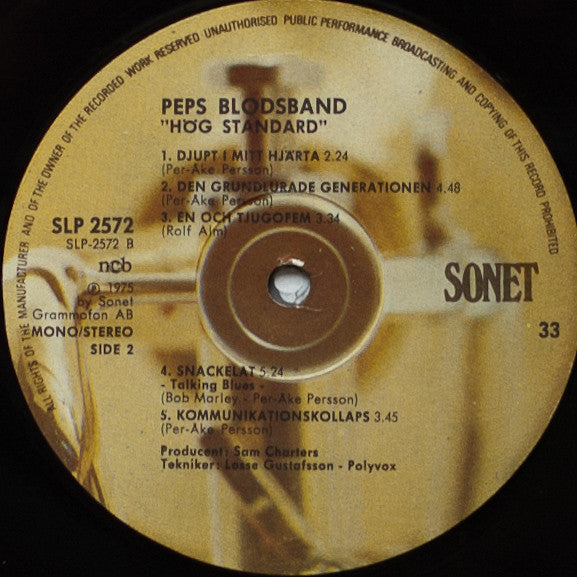 ALL RIGHTS OF THE MANUFACTURER AND OF THE OWNER OF THE RECORDED WORK RESERVED UNAUTHORISED PUBLIC PERFORMANCE BROADCASTING AND COPYING OF THIS RECORD PROHIBITED
PEPS BLODSBAND
"HÖG STANDARD"
1. DJUPT I MITT HJÄRTA 2.24
(Per-Åke Persson)
2. DEN GRUNDLURADE GENERATIONEN 4.48
(Per-Åke Persson)
3. EN OCH TJUGOFEM 3.34
(Rolf Alm)
SLP 2572
SLP-2572 B
ncb
℗ 1975
by Sonet
Grammofon AB
MONO/STEREO
SIDE 2
SONET
33
4. SNACKELÅT 5.24
- Talking Blues -
(Bob Marley - Per-Åke Persson)
5. KOMMUNIKATIONSKOLLAPS 3.45
(Per-Åke Persson)
Producent: Sam Charters
Tekniker: Lasse Gustafsson - Polyvox